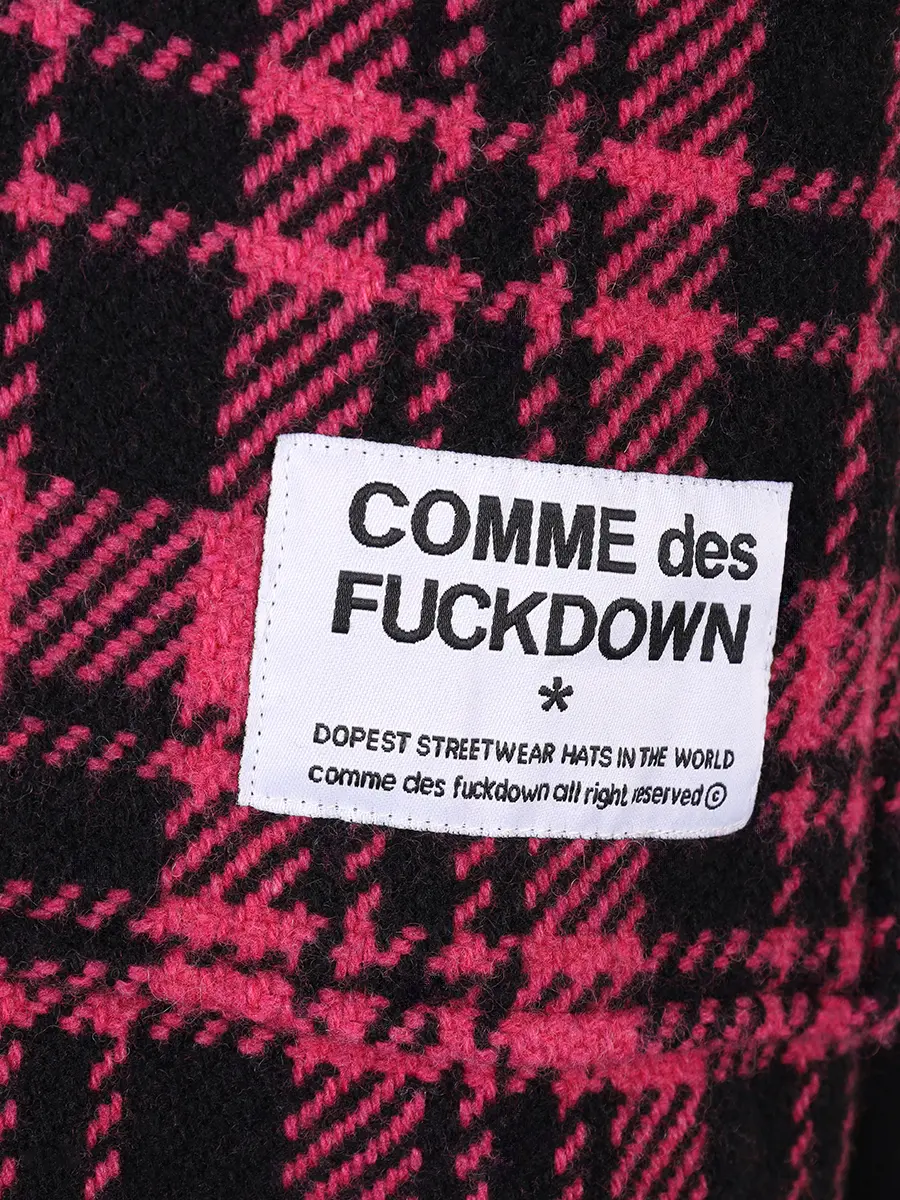 COMME des
FUCKDOWN
*
DOPEST STREETWEAR HATS IN THE WORLD
comme des fuckdown all right reserved ©